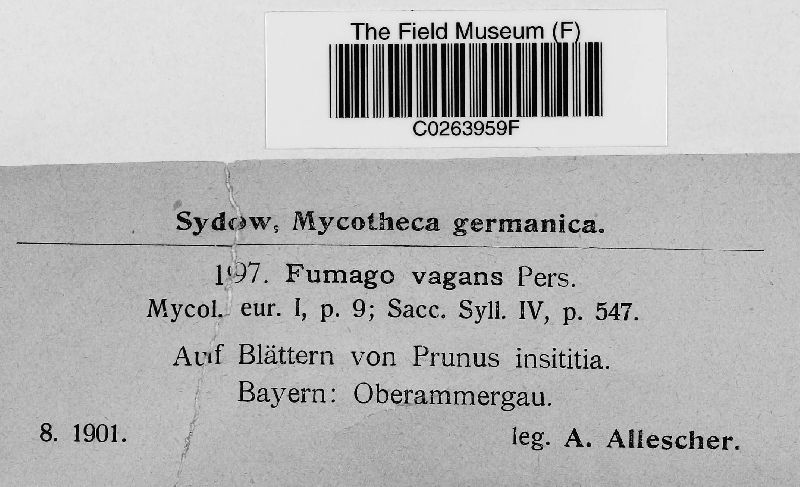 The Field Museum (F)
C0263959F
Sydow, Mycotheca germanica.
197. Fumago vagans Pers.
Mycol. eur. I, p. 9; Sacc. Syll. IV, p. 547.
Auf Blättern von Prunus insititia.
Bayern: Oberammergau.
8. 1901. leg. A. Allescher.